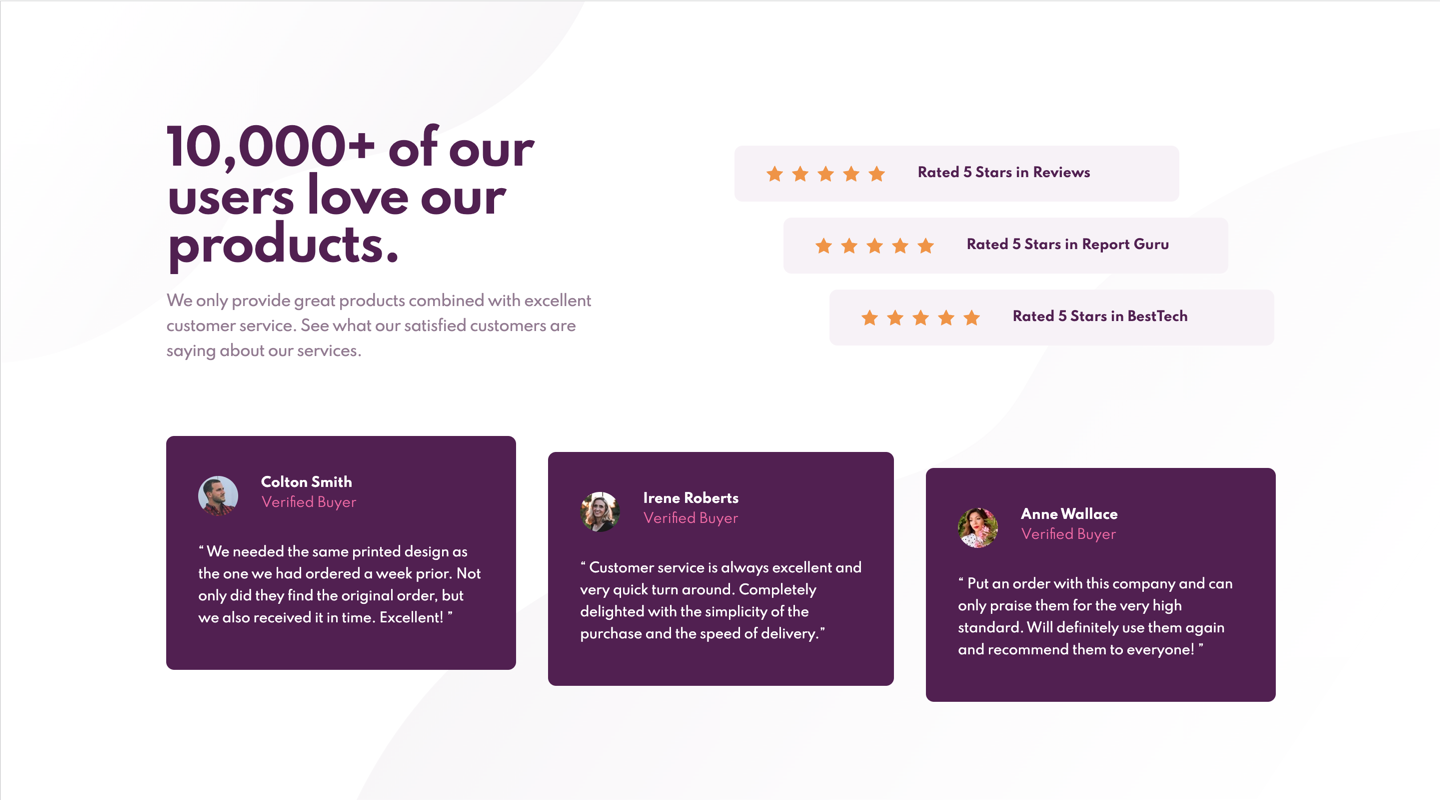 10,000+ of our
users love our
products.
We only provide great products combined with excellent
customer service. See what our satisfied customers are
saying about our services.
Rated 5 Stars in Reviews
Rated 5 Stars in Report Guru
Rated 5 Stars in BestTech
Colton Smith
Verified Buyer
“ We needed the same printed design as
the one we had ordered a week prior. Not
only did they find the original order, but
we also received it in time. Excellent! ”
Irene Roberts
Verified Buyer
“ Customer service is always excellent and
very quick turn around. Completely
delighted with the simplicity of the
purchase and the speed of delivery.”
Anne Wallace
Verified Buyer
“ Put an order with this company and can
only praise them for the very high
standard. Will definitely use them again
and recommend them to everyone! ”